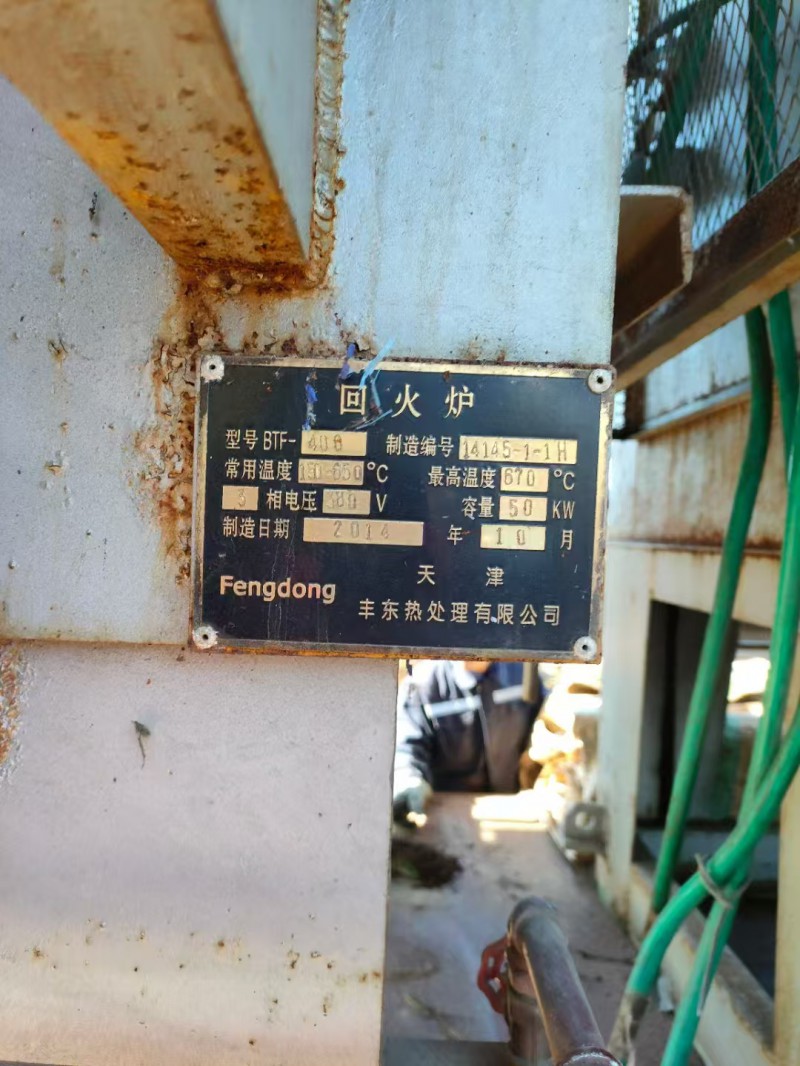 回火炉
型号 BTF- 408 制造编号 14145-1-1H
常用温度 150-650 °C 最高温度 670 °C
3 相电压 380 V 容量 50 KW
制造日期 2014 年 10 月
天津
Fengdong 丰东热处理有限公司